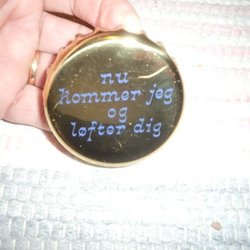 nu
kommer jeg
og
løfter dig